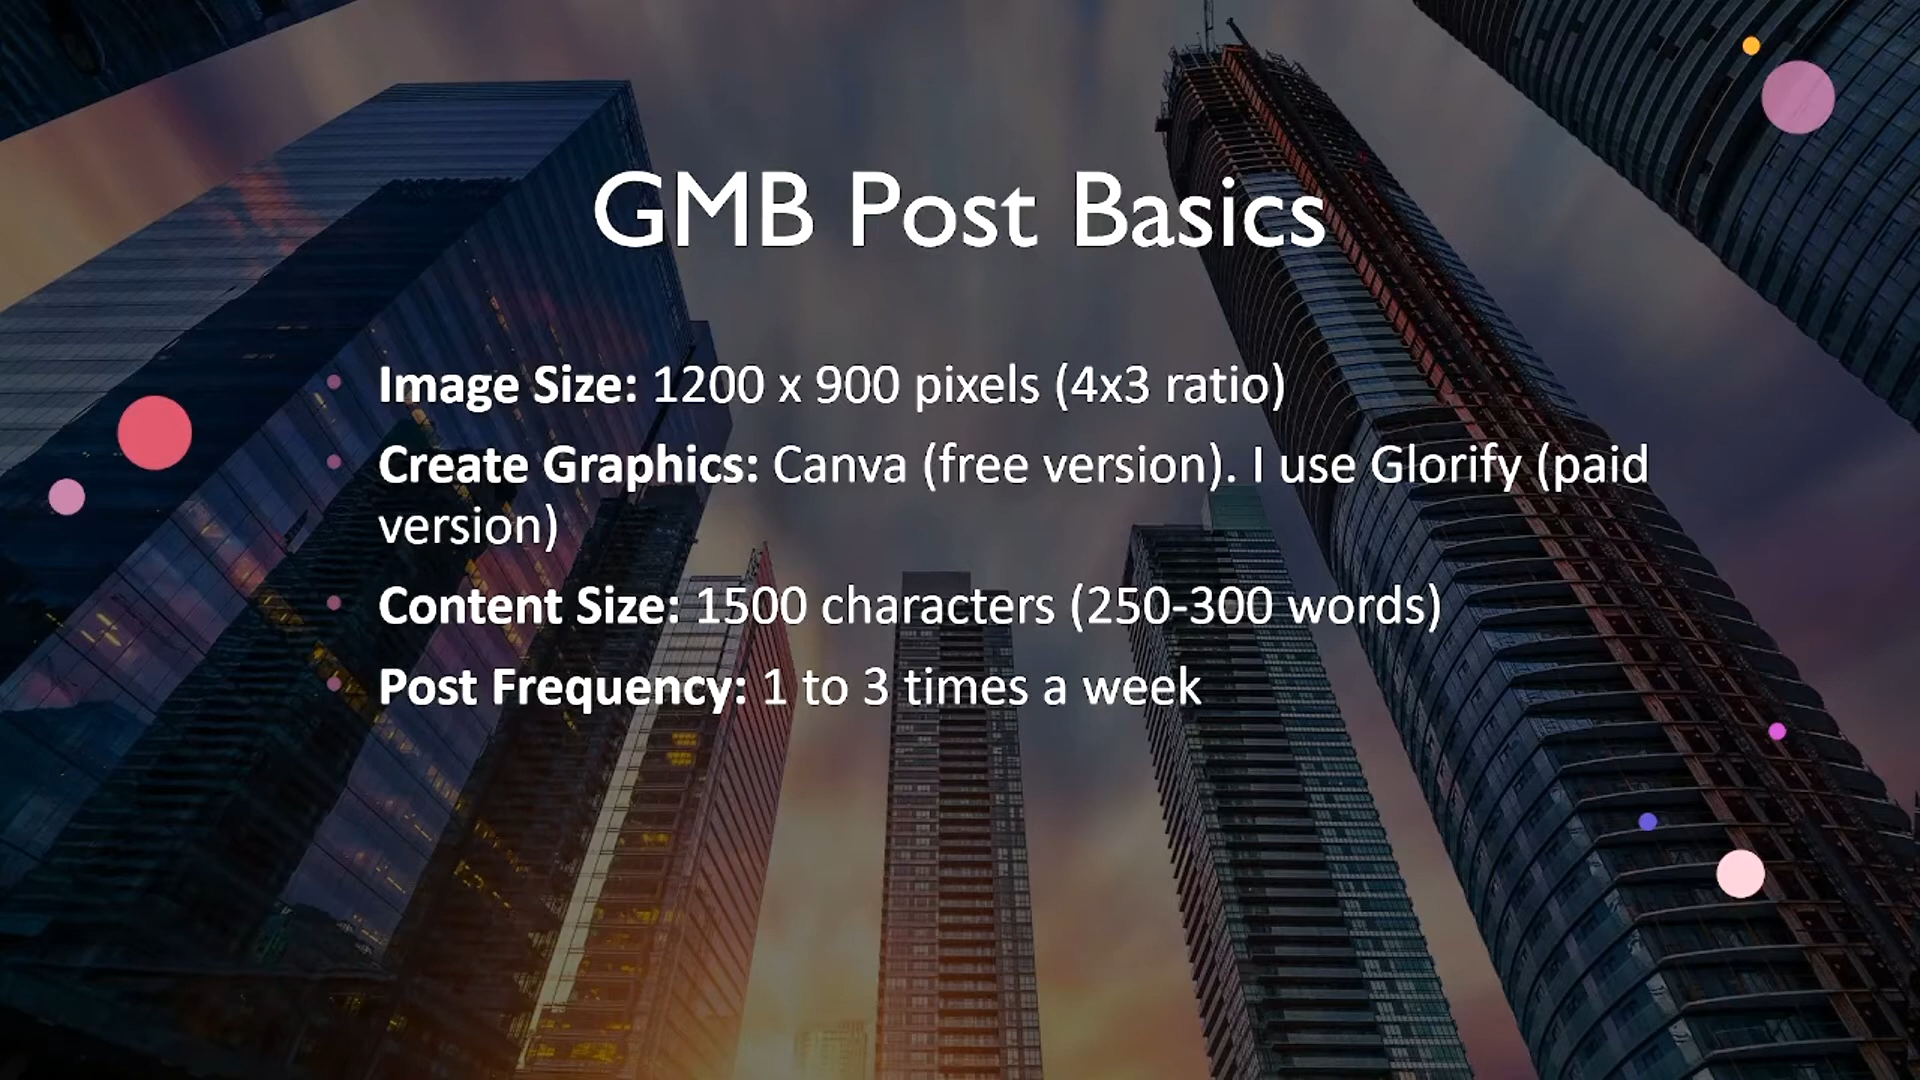 GMB Post Basics
Image Size: 1200 x 900 pixels (4x3 ratio)
Create Graphics: Canva (free version). I use Glorify (paid
version)
Content Size: 1500 characters (250-300 words)
Post Frequency: 1 to 3 times a week